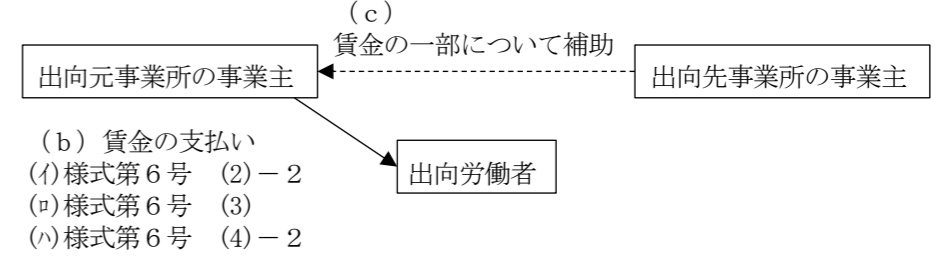 （ｃ）
賃金の一部について補助
出向元事業所の事業主
出向先事業所の事業主
（ｂ）賃金の支払い
(ｲ)様式第６号　(2)－２
(ﾛ)様式第６号　(3)
(ﾊ)様式第６号　(4)－２
出向労働者